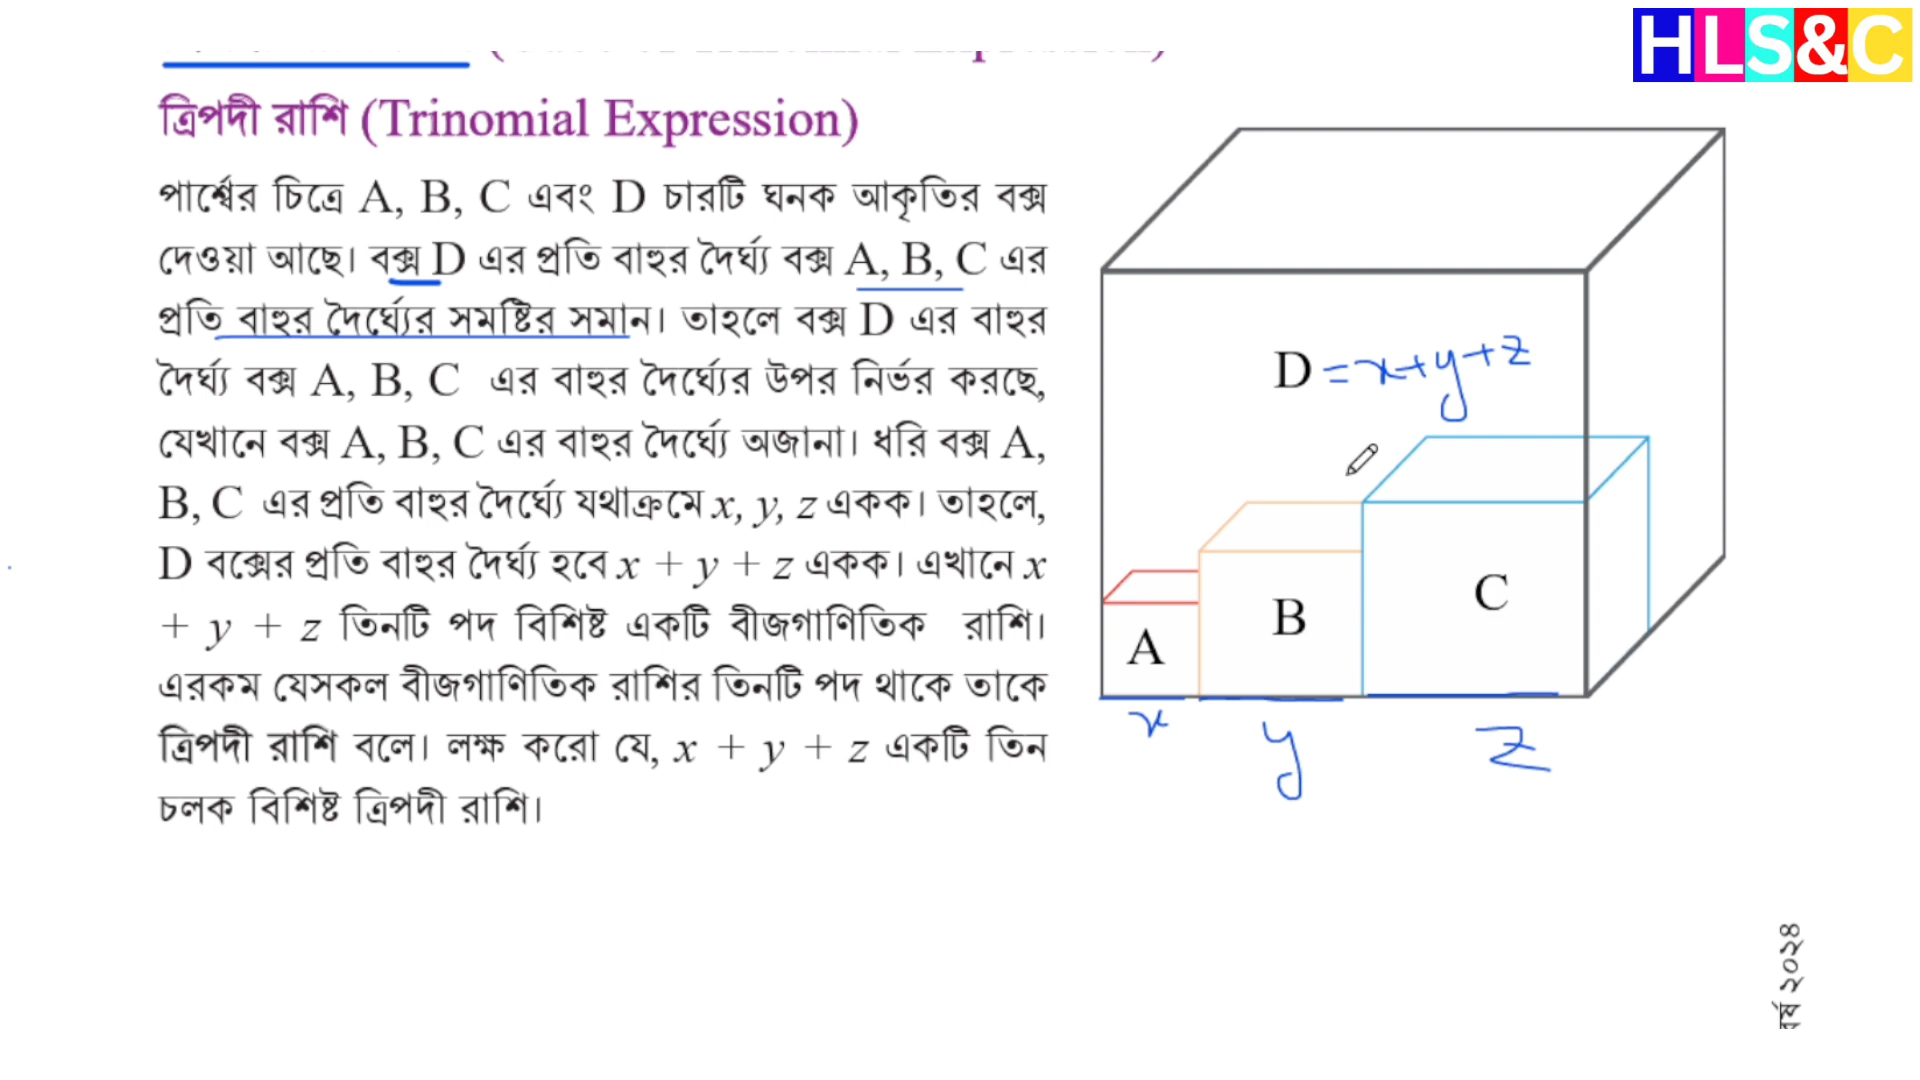 HLS&C
ত্রিপদী রাশি (Trinomial Expression)
পার্শ্বের চিত্রে A, B, C এবং D চারটি ঘনক আকৃতির বক্স
দেওয়া আছে। বক্স D এর প্রতি বাহুর দৈর্ঘ্য বক্স A, B, C এর
প্রতি বাহুর দৈর্ঘ্যের সমষ্টির সমান। তাহলে বক্স D এর বাহুর
দৈর্ঘ্য বক্স A, B, C এর বাহুর দৈর্ঘ্যের উপর নির্ভর করছে,
যেখানে বক্স A, B, C এর বাহুর দৈর্ঘ্যে অজানা। ধরি বক্স A,
B, C এর প্রতি বাহুর দৈর্ঘ্যে যথাক্রমে x, y, z একক। তাহলে,
D বক্সের প্রতি বাহুর দৈর্ঘ্য হবে x + y + z একক। এখানে x
+ y + z তিনটি পদ বিশিষ্ট একটি বীজগাণিতিক রাশি।
এরকম যেসকল বীজগাণিতিক রাশির তিনটি পদ থাকে তাকে
ত্রিপদী রাশি বলে। লক্ষ করো যে, x + y + z একটি তিন
চলক বিশিষ্ট ত্রিপদী রাশি।
D = x+y+z
A
B
C
x
y
z
বর্ষ ২০২৪